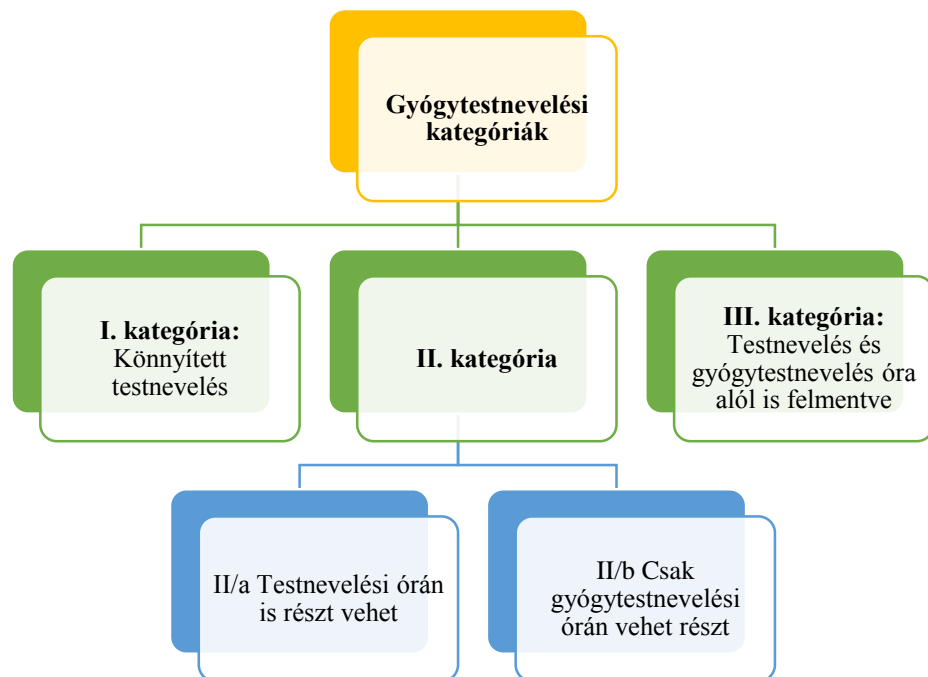 Gyógytestnevelési
kategóriák
I. kategória:
Könnyített
testnevelés
II. kategória
III. kategória:
Testnevelés és
gyógytestnevelés óra
alól is felmentve
II/a Testnevelési órán
is részt vehet
II/b Csak
gyógytestnevelési
órán vehet részt